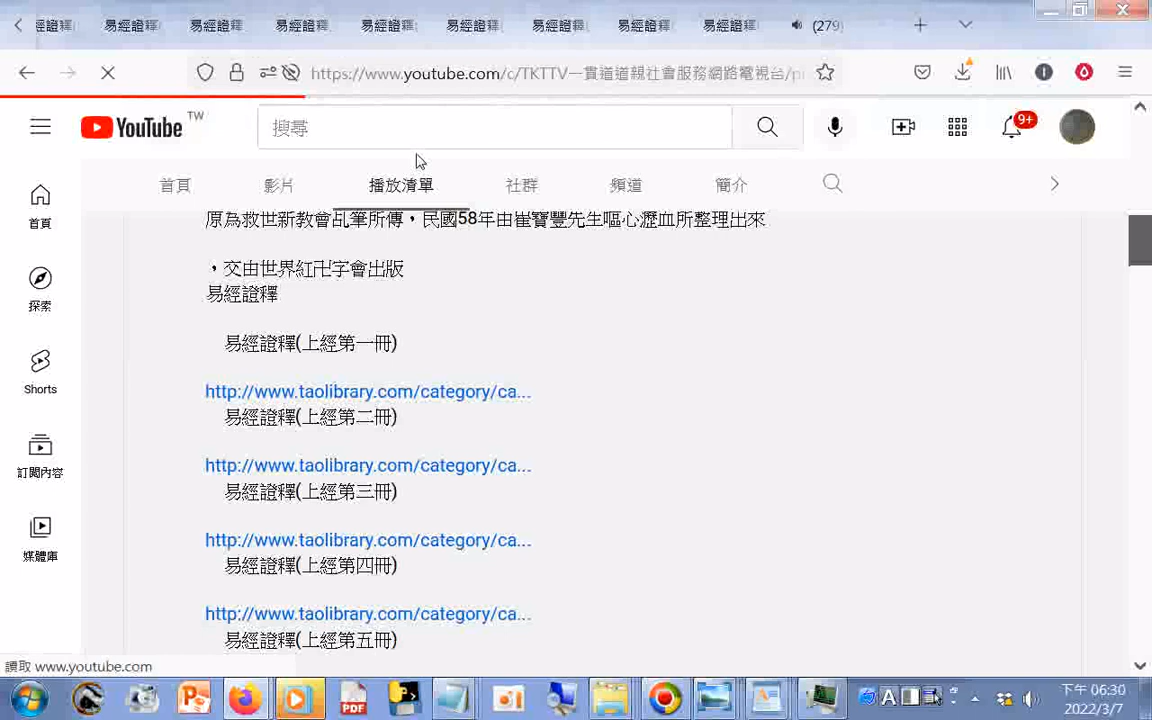 易經證釋 易經證釋 易經證釋 易經證釋 易經證釋 易經證釋 易經證釋 易經證釋 易經證釋 (279)
https://www.youtube.com/c/TKTTV一貫道道親社會服務網路電視台/p
YouTube TW 搜尋 9+
首頁 影片 播放清單 社群 頻道 簡介
首頁
探索
Shorts
訂閱內容
媒體庫
原為救世新教會乩筆所傳，民國58年由崔寶豐先生嘔心瀝血所整理出來
，交由世界紅卍字會出版
易經證釋
易經證釋(上經第一冊)
http://www.taolibrary.com/category/ca...
易經證釋(上經第二冊)
http://www.taolibrary.com/category/ca...
易經證釋(上經第三冊)
http://www.taolibrary.com/category/ca...
易經證釋(上經第四冊)
http://www.taolibrary.com/category/ca...
易經證釋(上經第五冊)
讀取 www.youtube.com
PDF
A
下午 06:30
2022/3/7